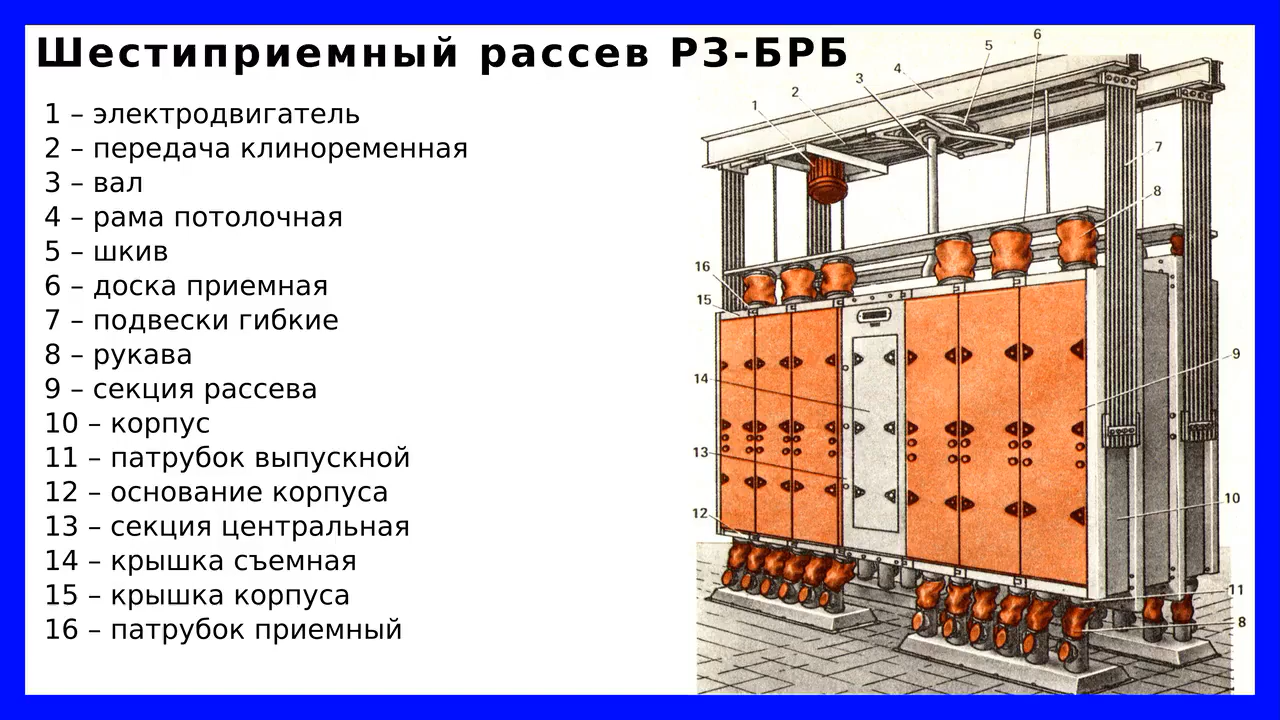 Шестиприемный рассев РЗ-БРБ
1 – электродвигатель
2 – передача клиноременная
3 – вал
4 – рама потолочная
5 – шкив
6 – доска приемная
7 – подвески гибкие
8 – рукава
9 – секция рассева
10 – корпус
11 – патрубок выпускной
12 – основание корпуса
13 – секция центральная
14 – крышка съемная
15 – крышка корпуса
16 – патрубок приемный
1
2
3
4
5
6
7
8
16
15
9
14
13
10
12
11
8